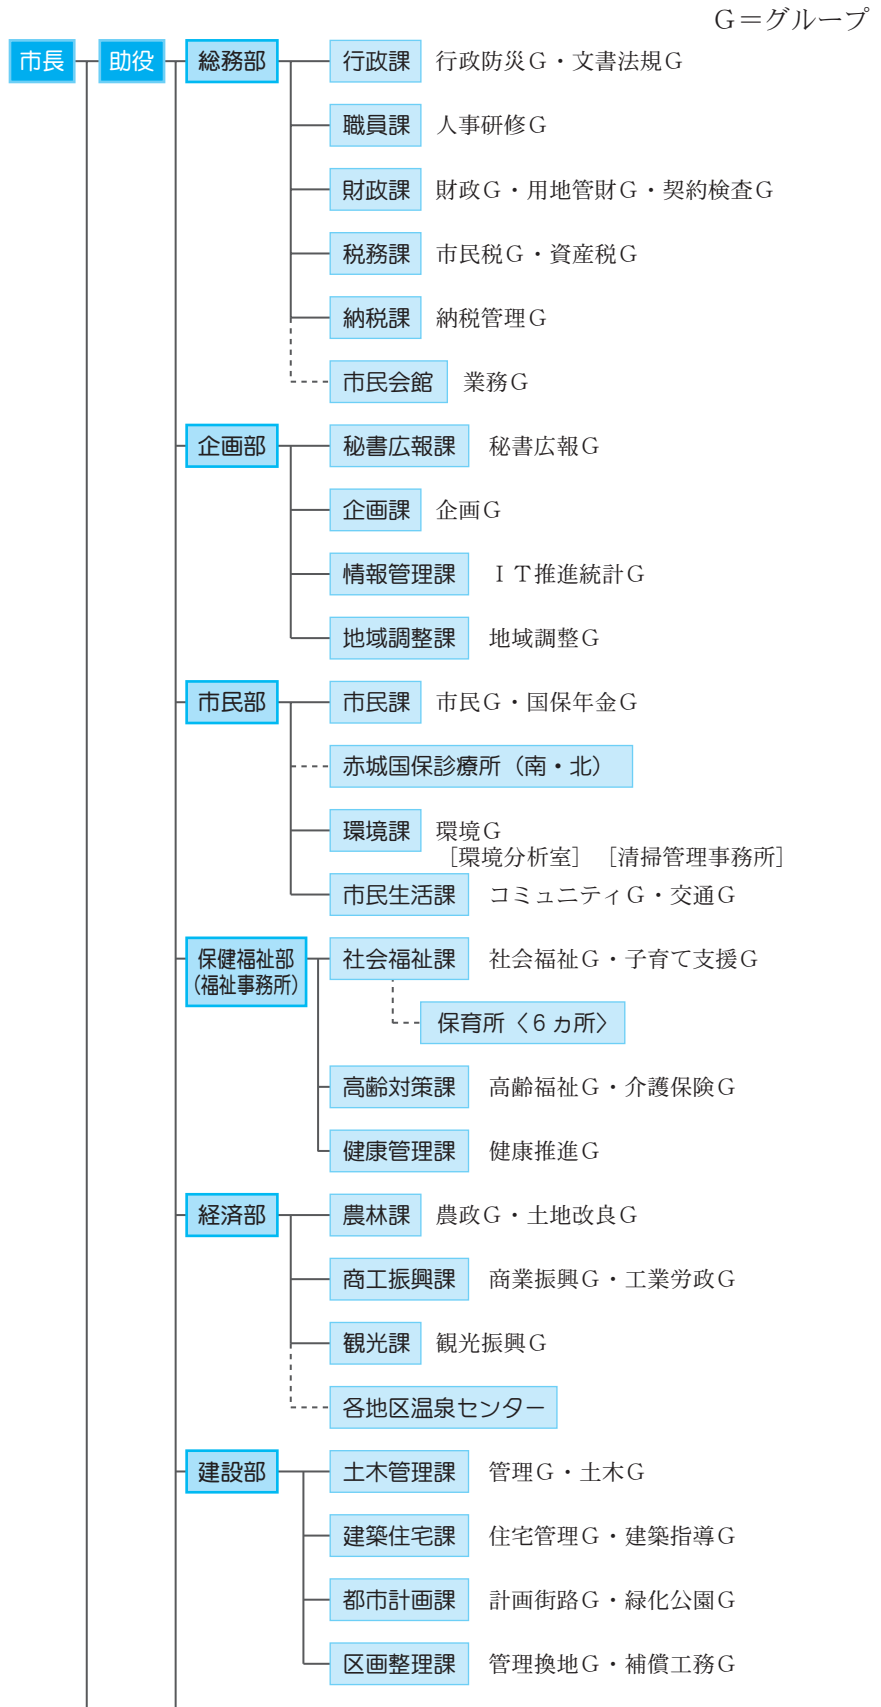 G＝グループ
市長 助役 総務部 行政課 行政防災G・文書法規G
職員課 人事研修G
財政課 財政G・用地管財G・契約検査G
税務課 市民税G・資産税G
納税課 納税管理G
市民会館 業務G
企画部 秘書広報課 秘書広報G
企画課 企画G
情報管理課 IT推進統計G
地域調整課 地域調整G
市民部 市民課 市民G・国保年金G
赤城国保診療所（南・北）
環境課 環境G
［環境分析室］ ［清掃管理事務所］
市民生活課 コミュニティG・交通G
保健福祉部 社会福祉課 社会福祉G・子育て支援G
（福祉事務所）
保育所〈6ヵ所〉
高齢対策課 高齢福祉G・介護保険G
健康管理課 健康推進G
経済部 農林課 農政G・土地改良G
商工振興課 商業振興G・工業労政G
観光課 観光振興G
各地区温泉センター
建設部 土木管理課 管理G・土木G
建築住宅課 住宅管理G・建築指導G
都市計画課 計画街路G・緑化公園G
区画整理課 管理換地G・補償工務G